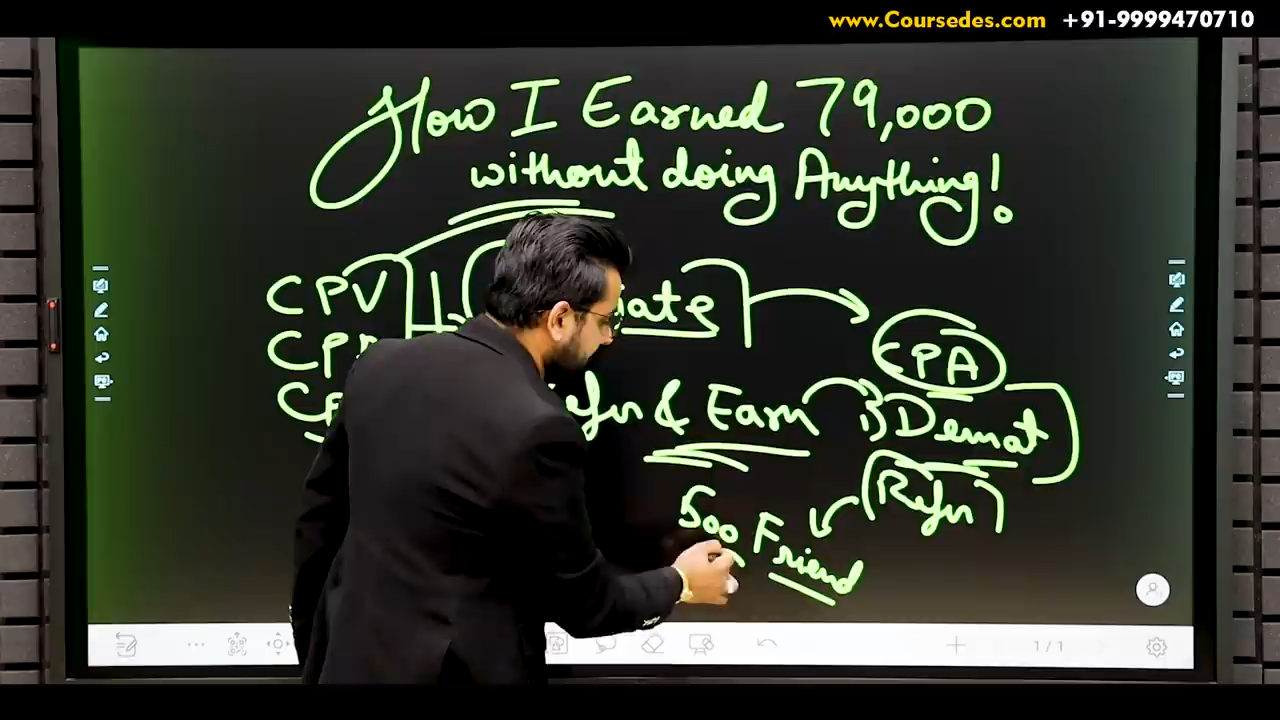 www.Coursedes.com +91-9999470710
How I Earned 79,000
without doing Anything!
CPV
CPA
Refer & Earn
Demat
(Refer)
500 Friend
1/1